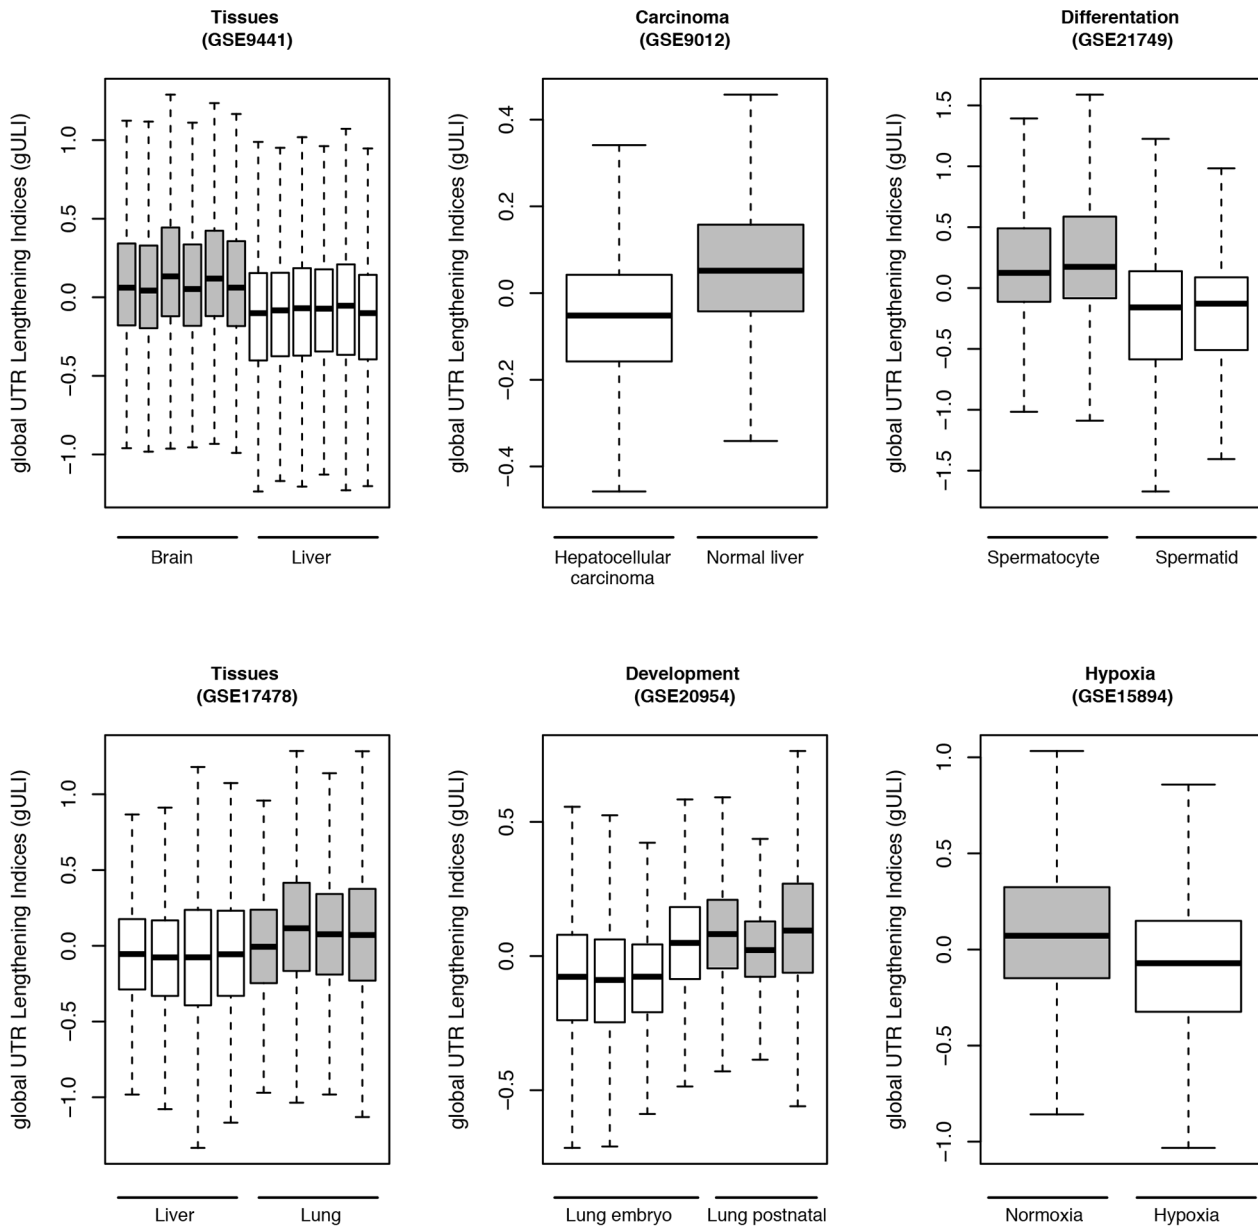 Tissues
(GSE9441)
global UTR Lengthening Indices (gULI)
1.0
0.5
0.0
−0.5
−1.0
Brain
Liver
Carcinoma
(GSE9012)
global UTR Lengthening Indices (gULI)
0.4
0.2
0.0
−0.2
−0.4
Hepatocellular
carcinoma
Normal liver
Differentation
(GSE21749)
global UTR Lengthening Indices (gULI)
1.5
1.0
0.5
0.0
−0.5
−1.0
−1.5
Spermatocyte
Spermatid
Tissues
(GSE17478)
global UTR Lengthening Indices (gULI)
1.0
0.5
0.0
−0.5
−1.0
Liver
Lung
Development
(GSE20954)
global UTR Lengthening Indices (gULI)
0.5
0.0
−0.5
Lung embryo
Lung postnatal
Hypoxia
(GSE15894)
global UTR Lengthening Indices (gULI)
1.0
0.5
0.0
−0.5
−1.0
Normoxia
Hypoxia